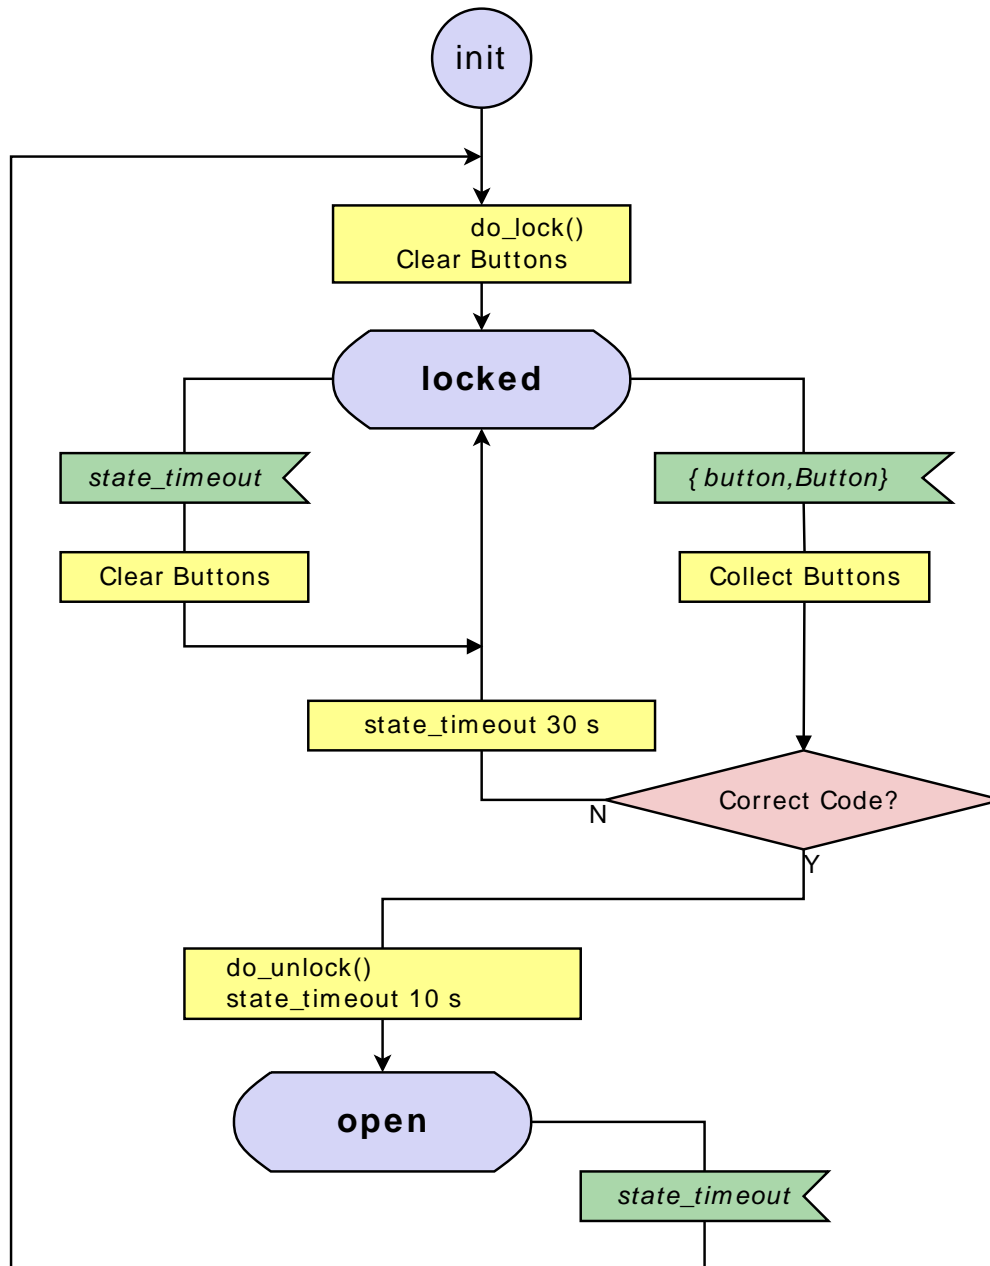 init
do_lock()
Clear Buttons
locked
state_timeout
{button,Button}
Clear Buttons
Collect Buttons
state_timeout 30 s
Correct Code?
N
Y
do_unlock()
state_timeout 10 s
open
state_timeout